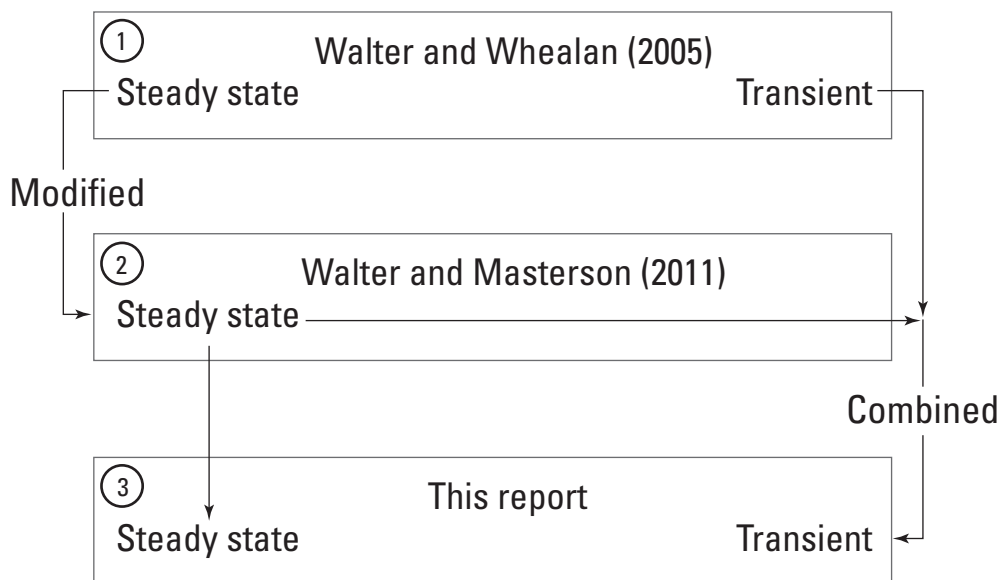 1
Walter and Whealan (2005)
Steady state Transient
Modified
2
Walter and Masterson (2011)
Steady state
Combined
3
This report
Steady state Transient